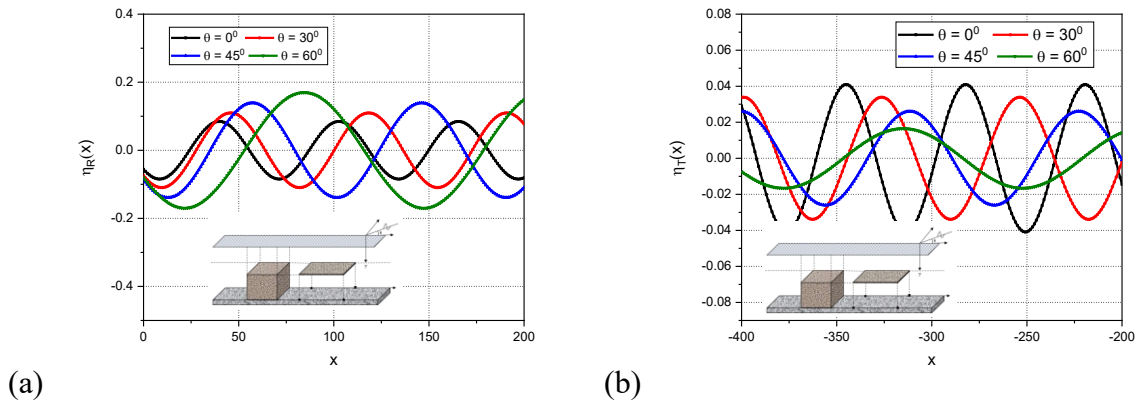 θ = 0⁰ θ = 30⁰
θ = 45⁰ θ = 60⁰
0.4
0.2
0.0
-0.2
-0.4
ηR(x)
0 50 100 150 200
x
(a)
θ = 0⁰ θ = 30⁰
θ = 45⁰ θ = 60⁰
0.08
0.06
0.04
0.02
0.00
-0.02
-0.04
-0.06
-0.08
ηT(x)
-400 -350 -300 -250 -200
x
(b)